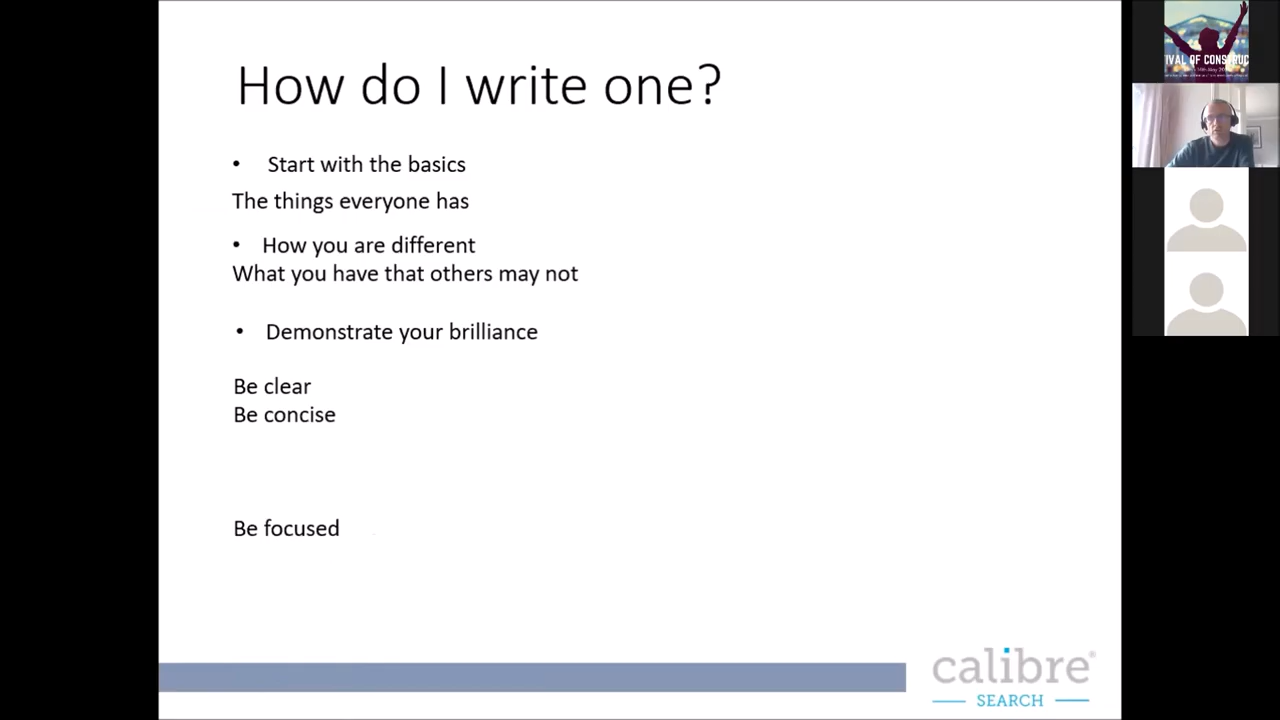 How do I write one?
• Start with the basics
The things everyone has
• How you are different
What you have that others may not
• Demonstrate your brilliance
Be clear
Be concise
Be focused
calibre®
SEARCH
IVAL OF CONSTRUC